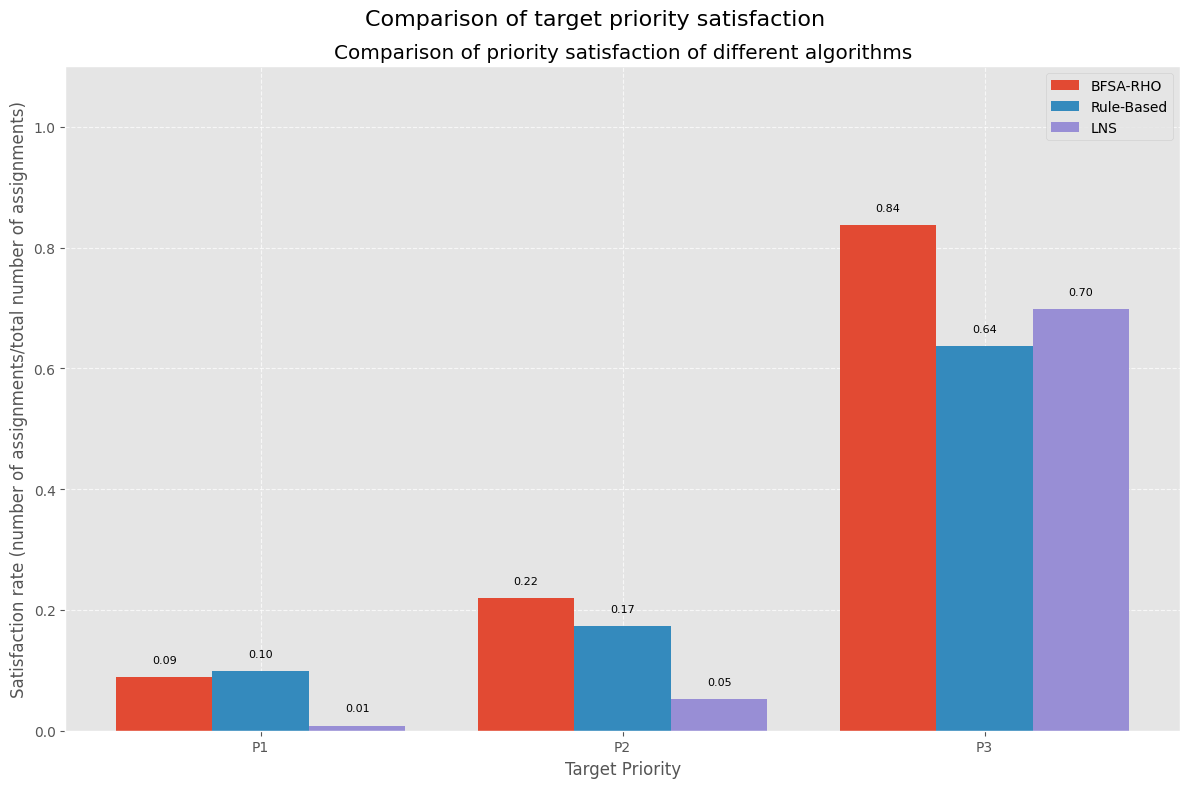 Comparison of target priority satisfaction
Comparison of priority satisfaction of different algorithms
BFSA-RHO
Rule-Based
LNS
Satisfaction rate (number of assignments/total number of assignments)
1.0
0.8
0.6
0.4
0.2
0.0
0.09
0.10
0.01
0.22
0.17
0.05
0.84
0.64
0.70
P1
P2
P3
Target Priority